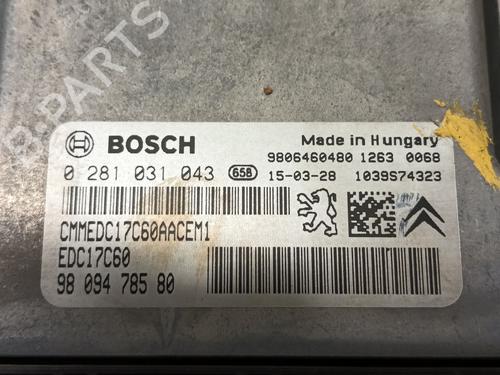 B-PARTS
BOSCH
Made in Hungary
9806460480 1263 0068
0 281 031 043 658 15-03-28 1039S74323
CMMEDC17C60AACEM1
EDC17C60
98 094 785 80